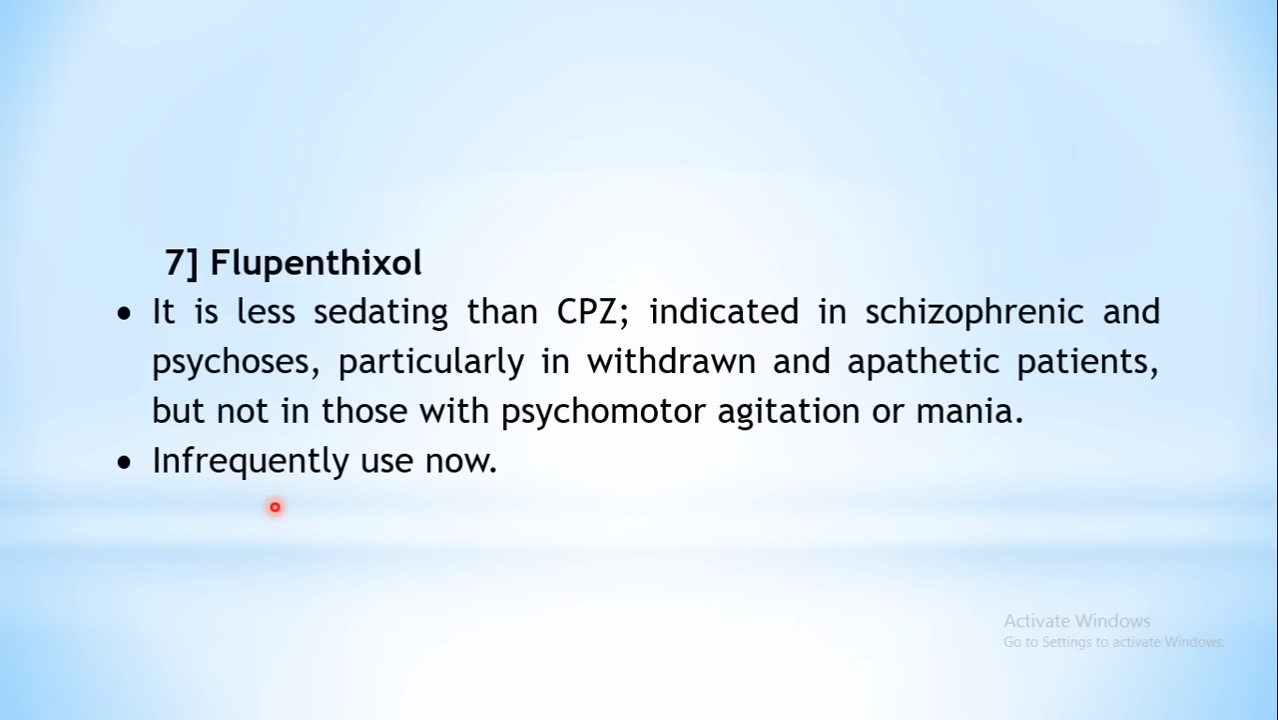 7] Flupenthixol
• It is less sedating than CPZ; indicated in schizophrenic and
psychoses, particularly in withdrawn and apathetic patients,
but not in those with psychomotor agitation or mania.
• Infrequently use now.
Activate Windows
Go to Settings to activate Windows.